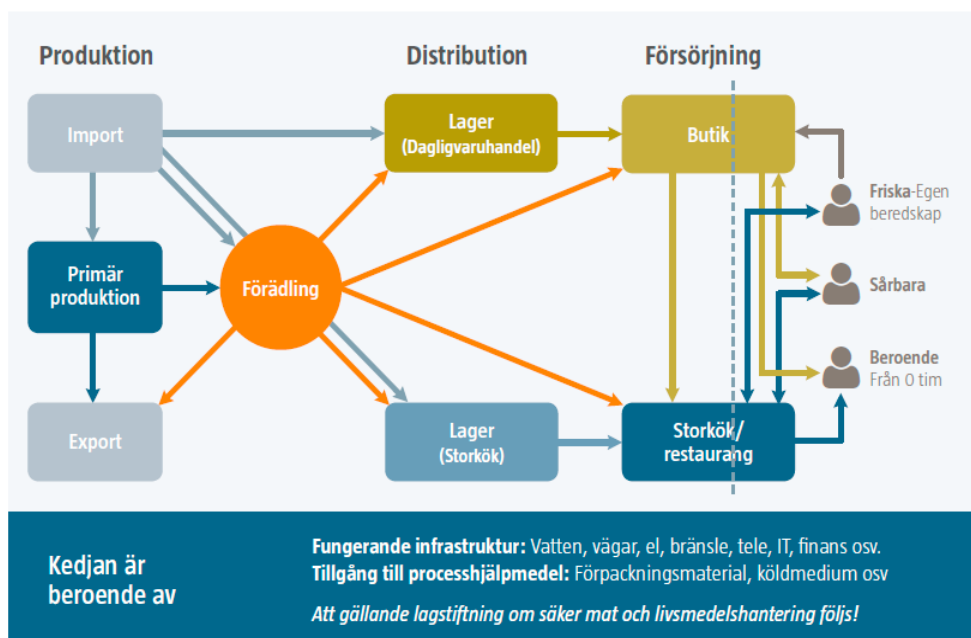 Produktion
Distribution
Försörjning
Import
Lager
(Dagligvaruhandel)
Butik
Friska-Egen
beredskap
Primär
produktion
Förädling
Sårbara
Beroende
Från 0 tim
Export
Lager
(Storkök)
Storkök/
restaurang
Kedjan är
beroende av
Fungerande infrastruktur: Vatten, vägar, el, bränsle, tele, IT, finans osv.
Tillgång till processhjälpmedel: Förpackningsmaterial, köldmedium osv
Att gällande lagstiftning om säker mat och livsmedelshantering följs!